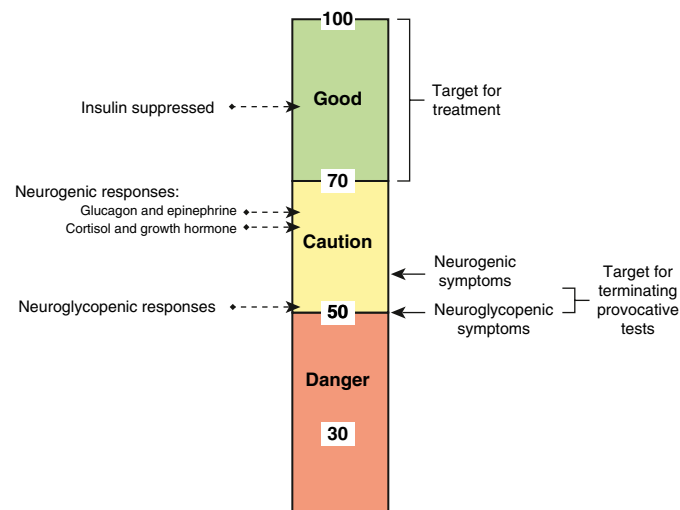 100
Good
Insulin suppressed
Target for
treatment
70
Neurogenic responses:
Glucagon and epinephrine
Cortisol and growth hormone
Caution
Neurogenic
symptoms
Neuroglycopenic responses
50
Neuroglycopenic
symptoms
Target for
terminating
provocative
tests
Danger
30